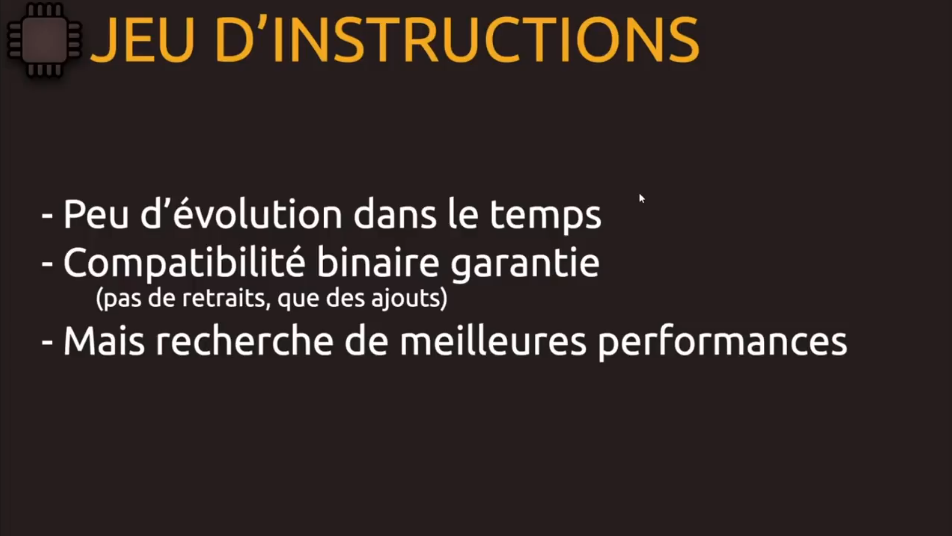 JEU D’INSTRUCTIONS
- Peu d’évolution dans le temps
- Compatibilité binaire garantie
(pas de retraits, que des ajouts)
- Mais recherche de meilleures performances